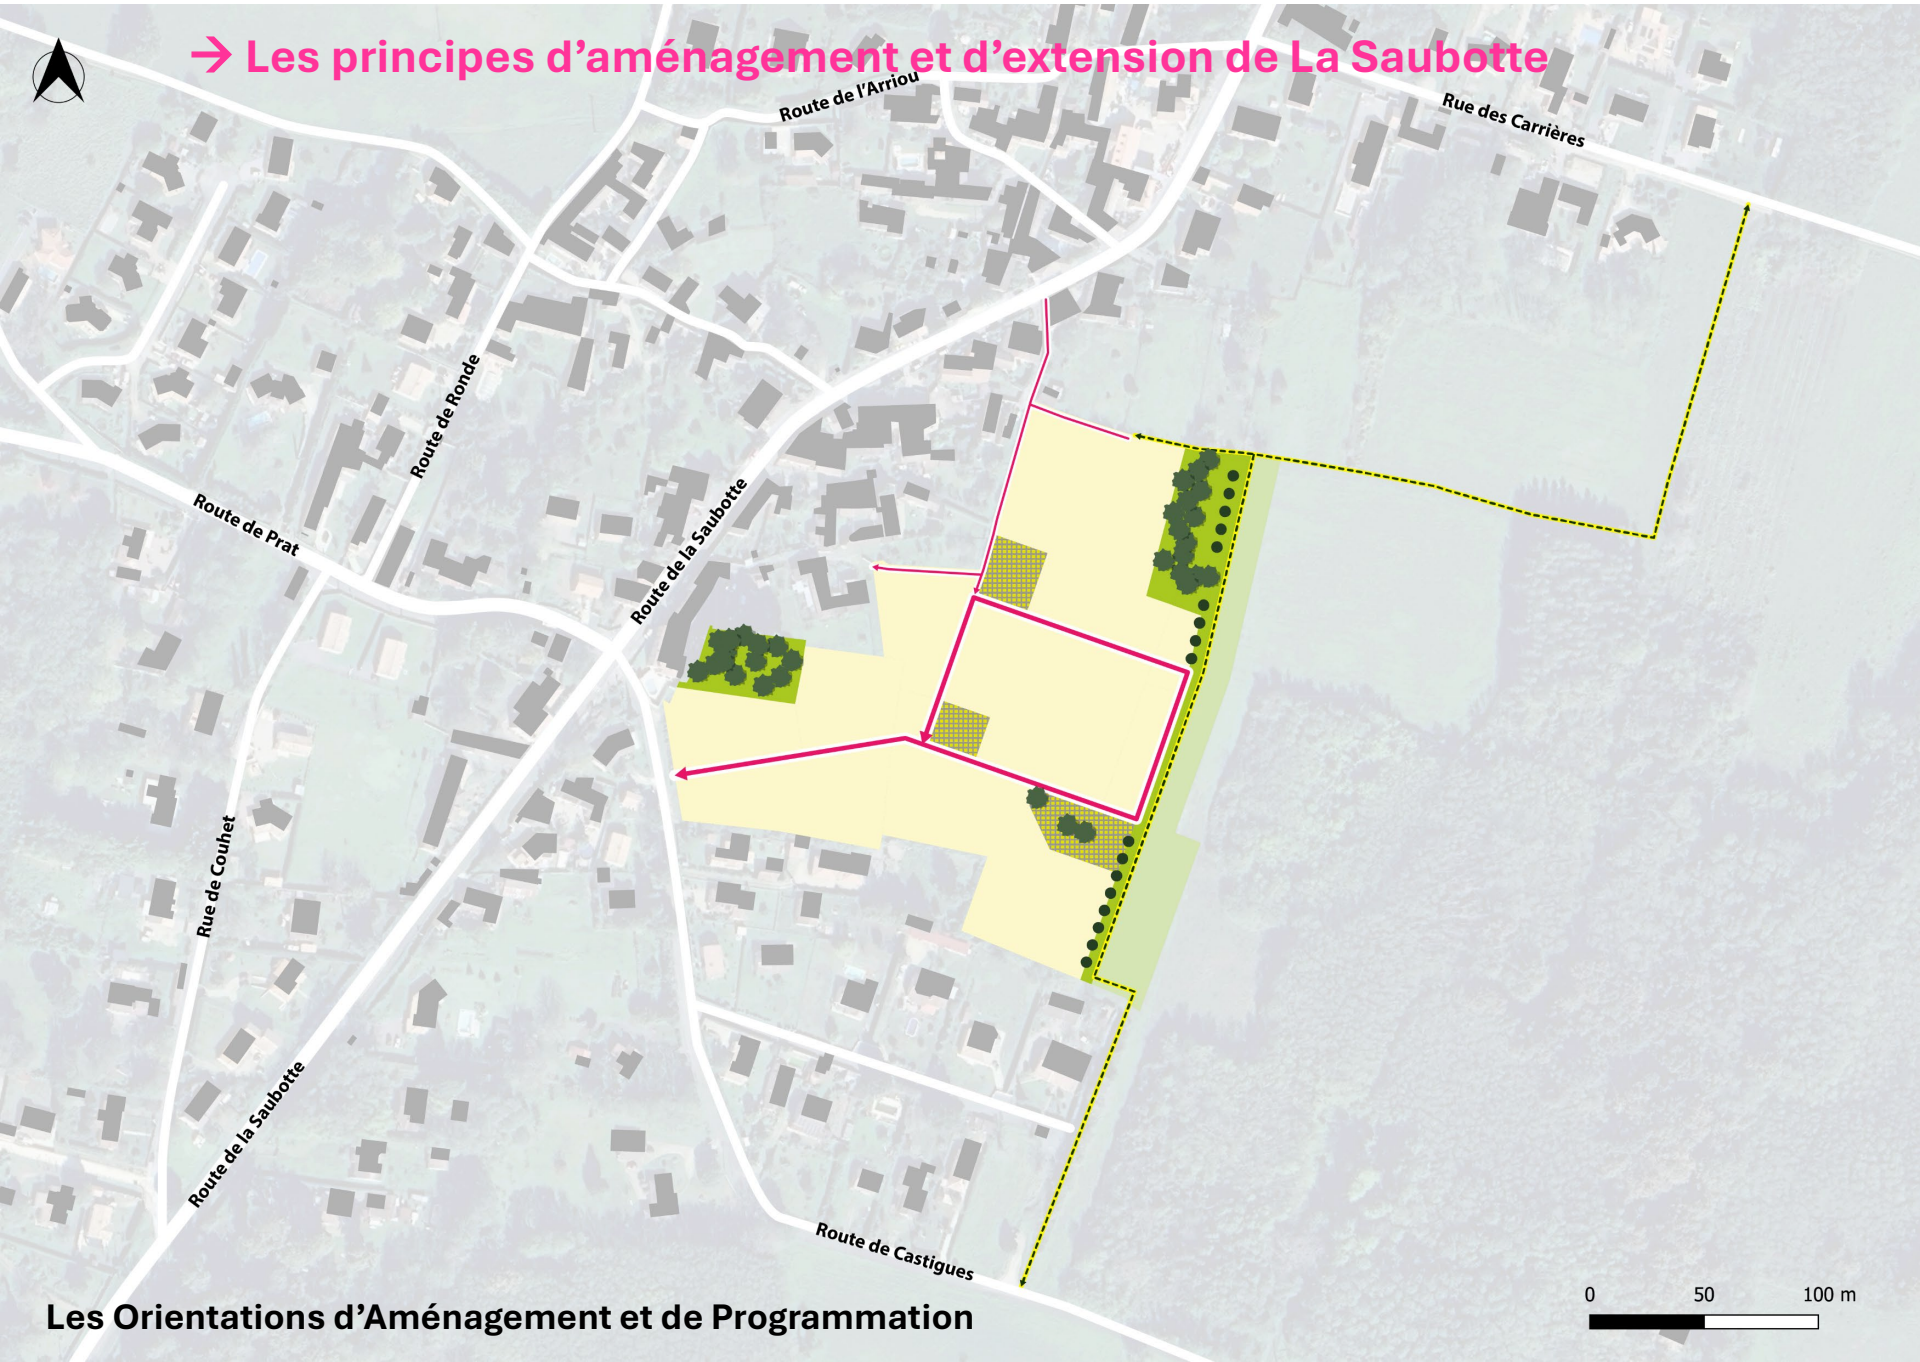 → Les principes d’aménagement et d’extension de La Saubotte
Route de l'Arriou
Rue des Carrières
Route de Ronde
Route de Prat
Route de la Saubotte
Rue de Couhet
Route de la Saubotte
Route de Castigues
0 50 100 m
Les Orientations d’Aménagement et de Programmation